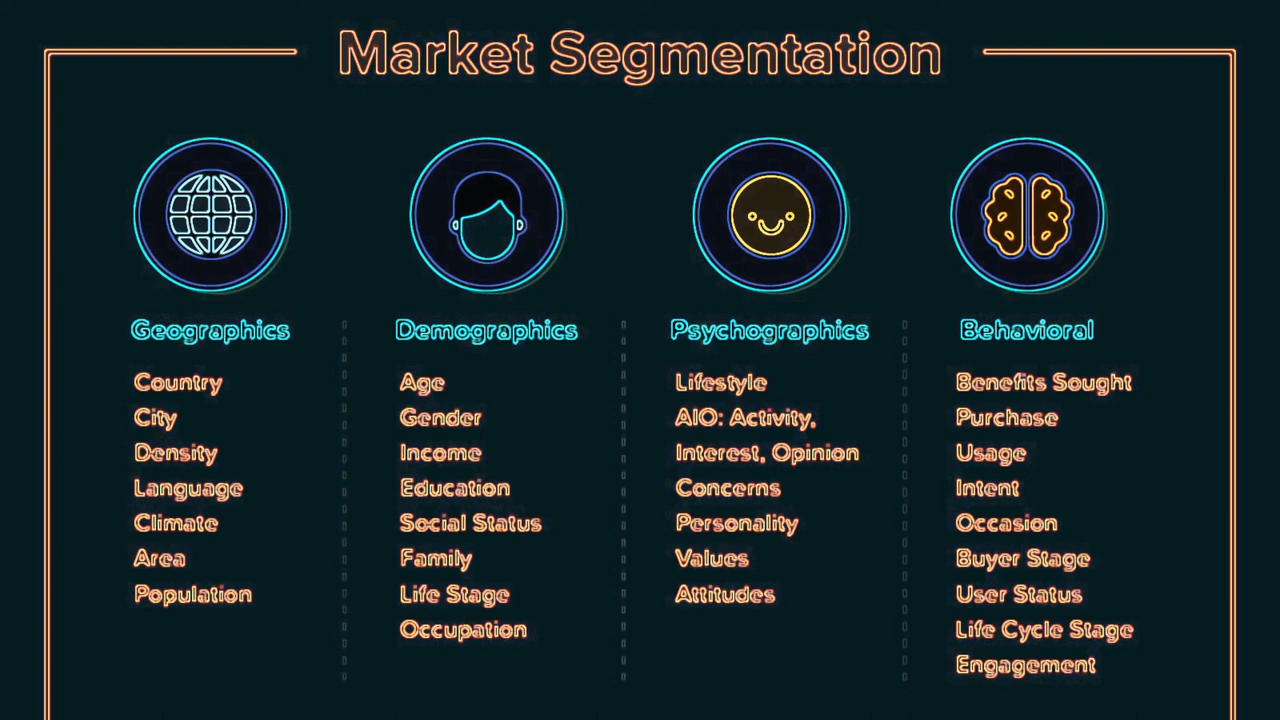 Market Segmentation
Geographics
Country
City
Density
Language
Climate
Area
Population
Demographics
Age
Gender
Income
Education
Social Status
Family
Life Stage
Occupation
Psychographics
Lifestyle
AIO: Activity,
Interest, Opinion
Concerns
Personality
Values
Attitudes
Behavioral
Benefits Sought
Purchase
Usage
Intent
Occasion
Buyer Stage
User Status
Life Cycle Stage
Engagement